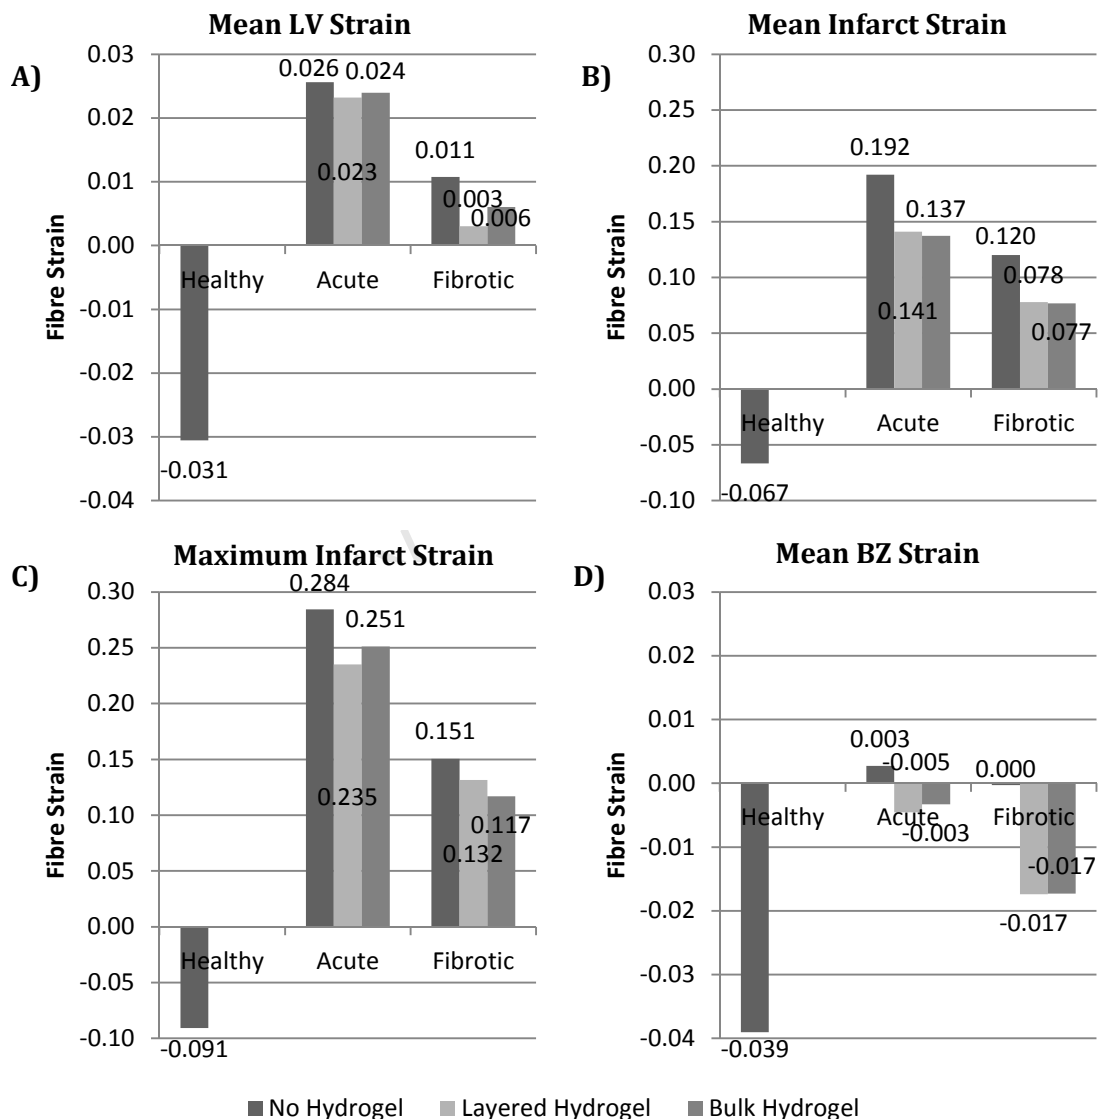 Mean LV Strain
A)
Fibre Strain
0.03
0.02
0.01
0.00
-0.01
-0.02
-0.03
-0.04
0.026
0.024
0.023
0.011
0.003
0.006
-0.031
Healthy
Acute
Fibrotic
Mean Infarct Strain
B)
Fibre Strain
0.30
0.25
0.20
0.15
0.10
0.05
0.00
-0.05
-0.10
0.192
0.137
0.141
0.120
0.078
0.077
-0.067
Healthy
Acute
Fibrotic
Maximum Infarct Strain
C)
Fibre Strain
0.30
0.25
0.20
0.15
0.10
0.05
0.00
-0.05
-0.10
0.284
0.251
0.235
0.151
0.117
0.132
-0.091
Healthy
Acute
Fibrotic
Mean BZ Strain
D)
Fibre Strain
0.03
0.02
0.01
0.00
-0.01
-0.02
-0.03
-0.04
0.003
-0.005
-0.003
0.000
-0.017
-0.017
-0.039
Healthy
Acute
Fibrotic
No Hydrogel Layered Hydrogel Bulk Hydrogel